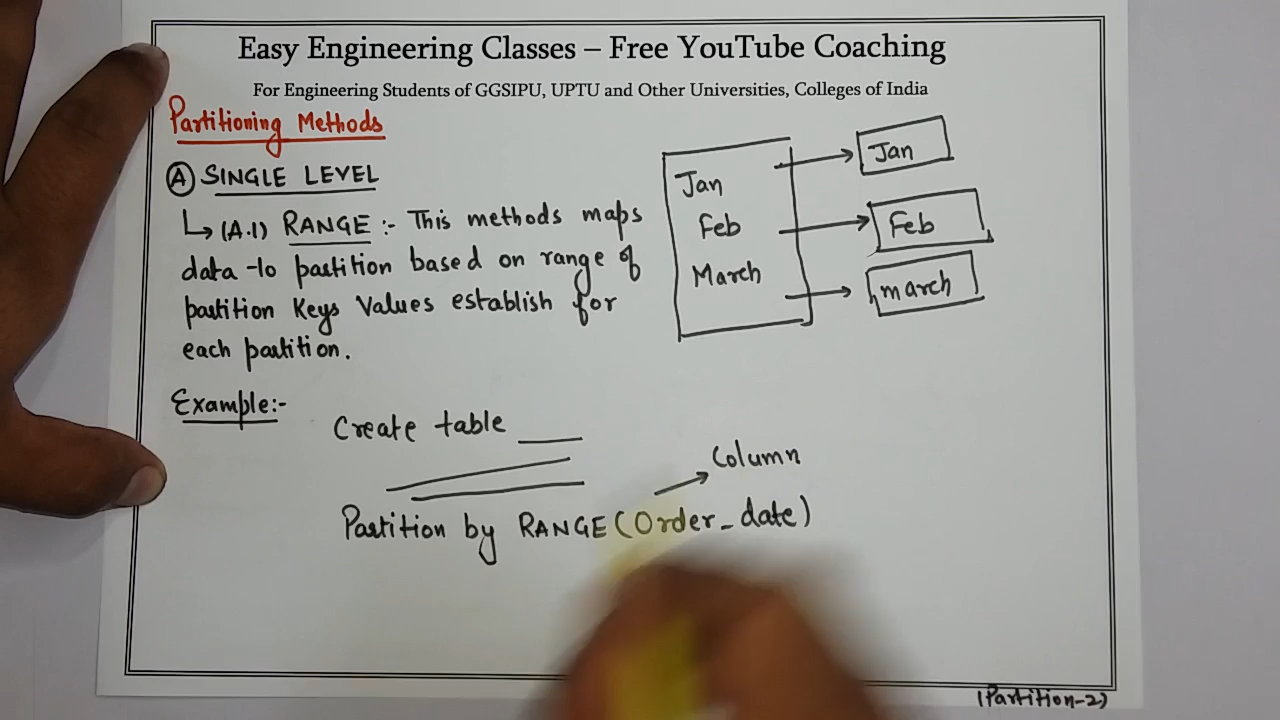 Easy Engineering Classes – Free YouTube Coaching
For Engineering Students of GGSIPU, UPTU and Other Universities, Colleges of India
Partitioning Methods
(A) SINGLE LEVEL
↳ (A.1) RANGE :- This methods maps
data to partition based on range of
partition Keys Values establish for
each partition.
Jan
Feb
March
Jan
Feb
march
Example:-
Create table ____
Column
Partition by RANGE (Order_date)
(Partition-2)